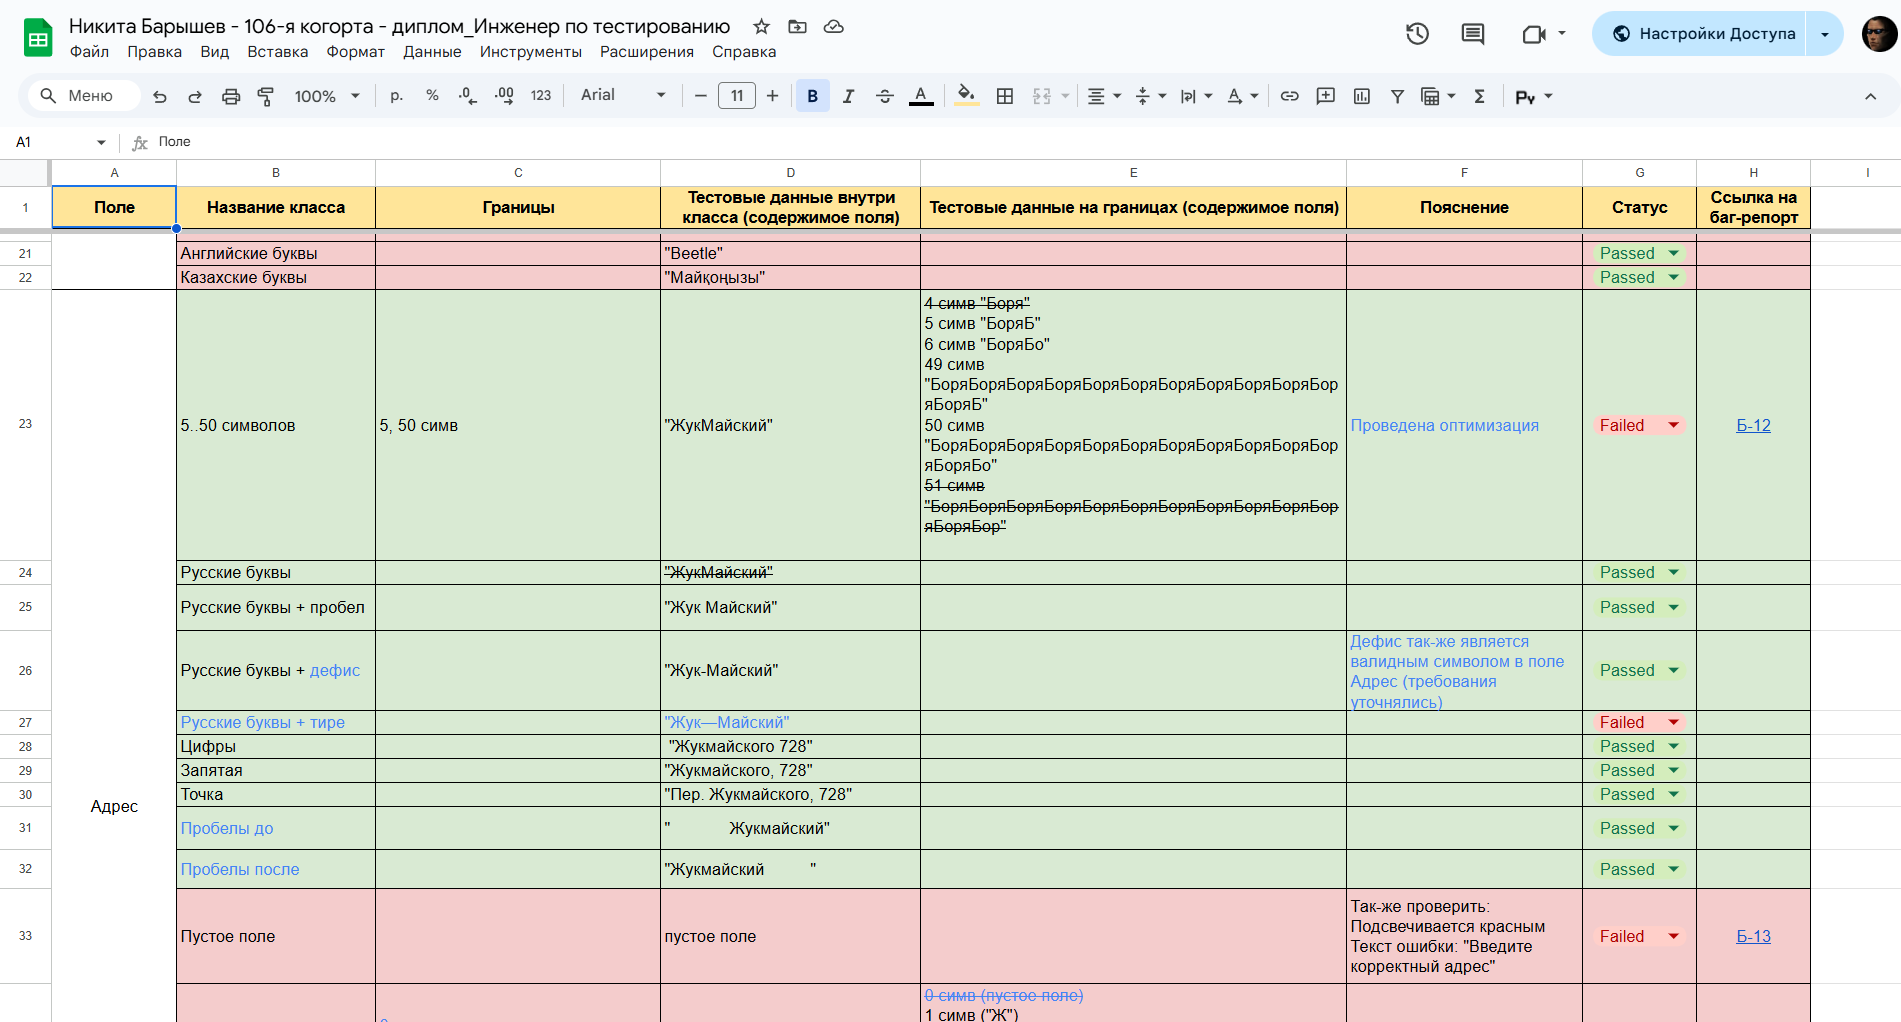 Никита Барышев - 106-я когорта - диплом_Инженер по тестированию
Файл Правка Вид Вставка Формат Данные Инструменты Расширения Справка
Настройки Доступа
Меню 100% р. % .0 .00 123 Arial 11 B I A Σ Pγ
A1 fx Поле
A B C D E F G H I
1 Поле Название класса Границы Тестовые данные внутри класса (содержимое поля) Тестовые данные на границах (содержимое поля) Пояснение Статус Ссылка на баг-репорт
21 Английские буквы "Beetle" Passed
22 Казахские буквы "Майқоңызы" Passed
Адрес
23 5..50 символов 5, 50 симв "ЖукМайский"
4 симв "Боря"
5 симв "БоряБ"
6 симв "БоряБо"
49 симв
"БоряБоряБоряБоряБоряБоряБоряБоряБоряБоряБор
яБоряБ"
50 симв
"БоряБоряБоряБоряБоряБоряБоряБоряБоряБоряБор
яБоряБо"
51 симв
"БоряБоряБоряБоряБоряБоряБоряБоряБоряБоряБор
яБоряБор"
Проведена оптимизация Failed Б-12
24 Русские буквы "ЖукМайский" Passed
25 Русские буквы + пробел "Жук Майский" Passed
26 Русские буквы + дефис "Жук-Майский"
Дефис так-же является
валидным символом в поле
Адрес (требования
уточнялись)
Passed
27 Русские буквы + тире "Жук—Майский" Failed
28 Цифры "Жукмайского 728" Passed
29 Запятая "Жукмайского, 728" Passed
30 Точка "Пер. Жукмайского, 728" Passed
31 Пробелы до " Жукмайский" Passed
32 Пробелы после "Жукмайский " Passed
33 Пустое поле пустое поле
Так-же проверить:
Подсвечивается красным
Текст ошибки: "Введите
корректный адрес"
Failed Б-13
0 симв (пустое поле)
1 симв ("Ж")